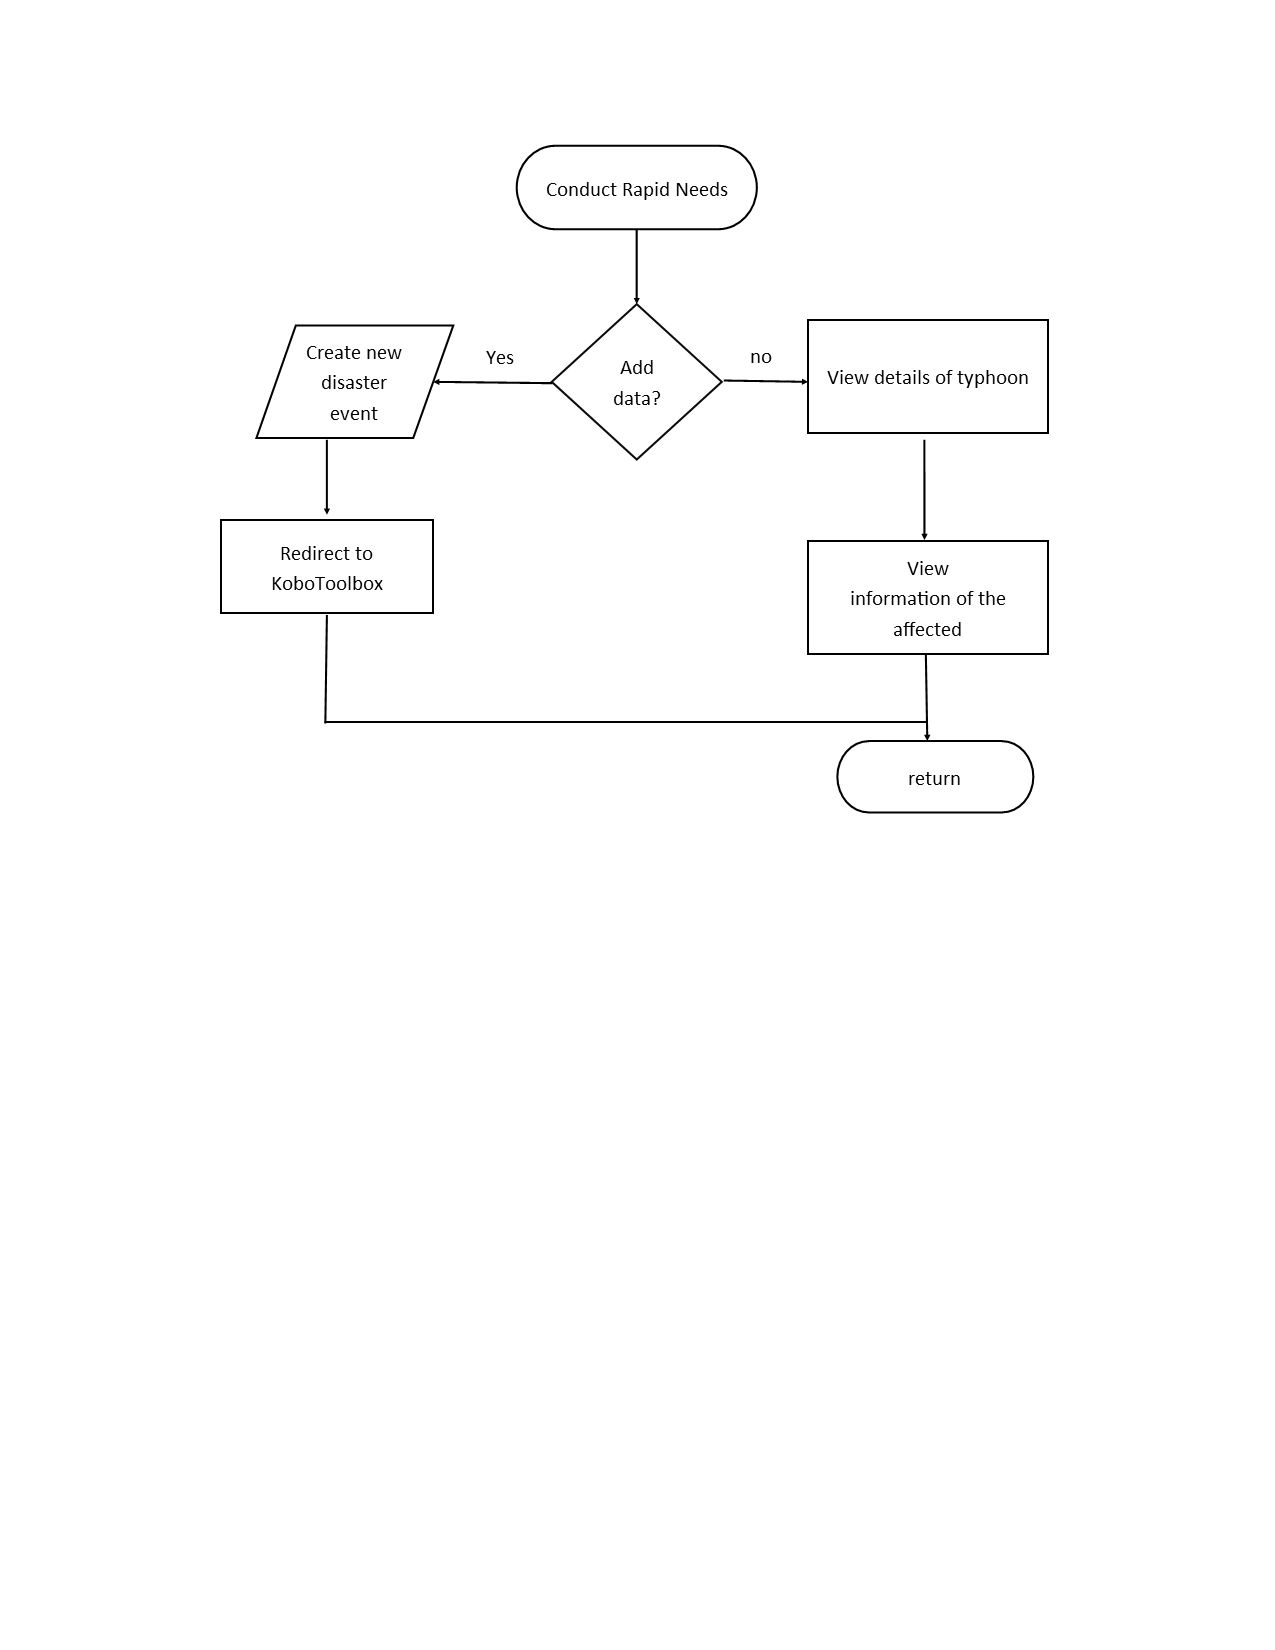 Conduct Rapid Needs
Add
data?
Yes
no
Create new
disaster
event
View details of typhoon
Redirect to
KoboToolbox
View
information of the
affected
return